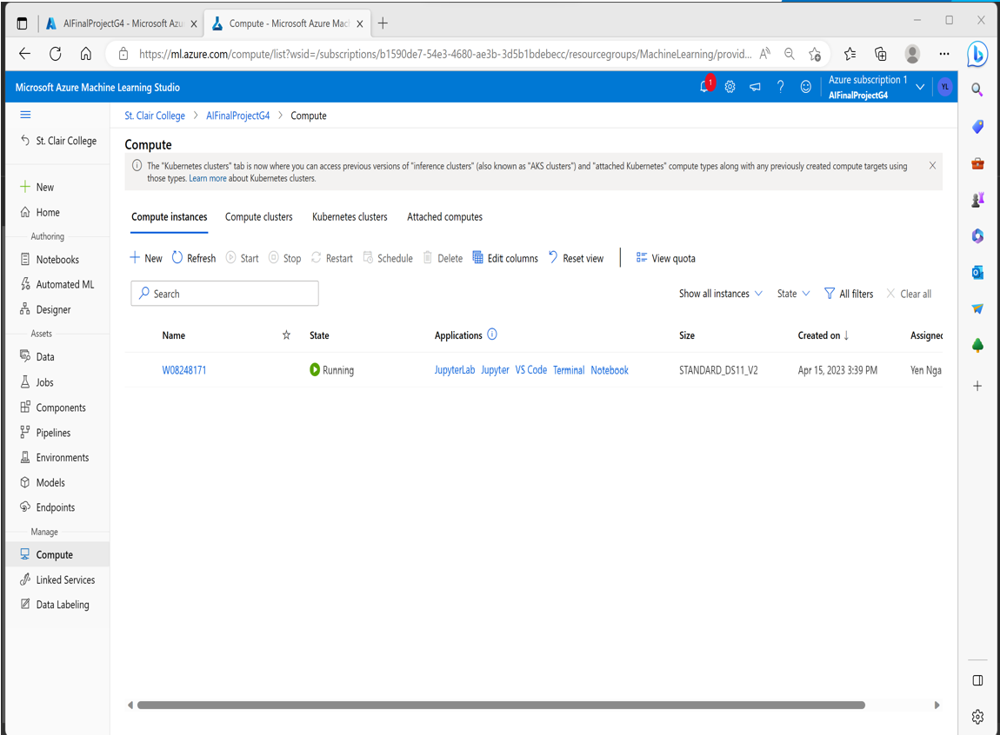 AIFinalProjectG4 - Microsoft Azu
Compute - Microsoft Azure Mach
https://ml.azure.com/compute/list?wsid=/subscriptions/b1590de7-54e3-4680-ae3b-3d5b1bdebecc/resourcegroups/MachineLearning/provid...
Microsoft Azure Machine Learning Studio
1
Azure subscription 1
AIFinalProjectG4
YL
St. Clair College > AIFinalProjectG4 > Compute
St. Clair College
New
Home
Authoring
Notebooks
Automated ML
Designer
Assets
Data
Jobs
Components
Pipelines
Environments
Models
Endpoints
Manage
Compute
Linked Services
Data Labeling
Compute
The "Kubernetes clusters" tab is now where you can access previous versions of "inference clusters" (also known as "AKS clusters") and "attached Kubernetes" compute types along with any previously created compute targets using
those types. Learn more about Kubernetes clusters.
Compute instances Compute clusters Kubernetes clusters Attached computes
New Refresh Start Stop Restart Schedule Delete Edit columns Reset view View quota
Search
Show all instances State All filters Clear all
Name State Applications Size Created on ↓ Assigned
W08248171 Running JupyterLab Jupyter VS Code Terminal Notebook STANDARD_DS11_V2 Apr 15, 2023 3:39 PM Yen Nga